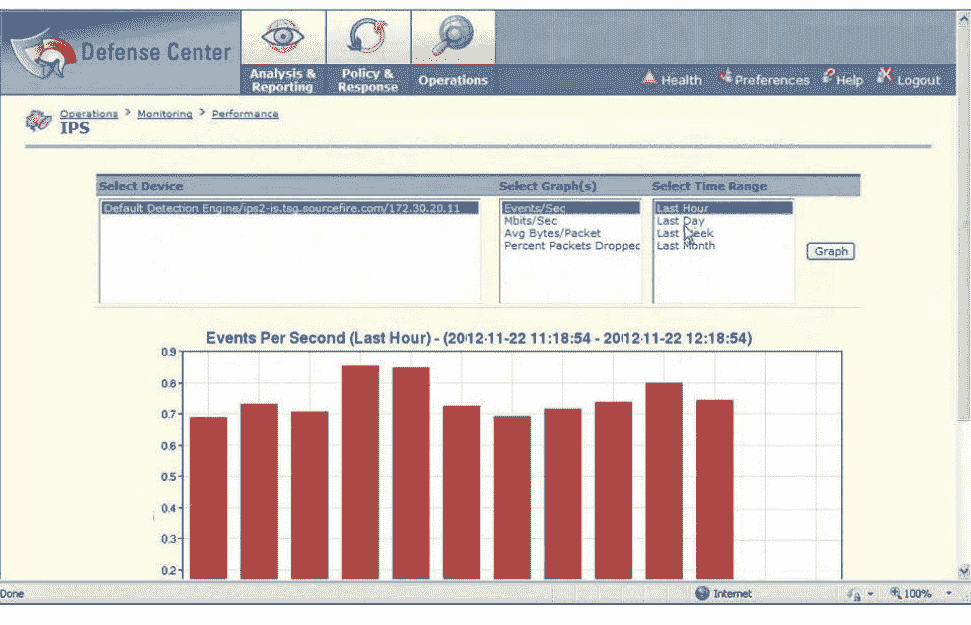 Defense Center
Analysis & Reporting
Policy & Response
Operations
Health
Preferences
Help
Logout
Operations > Monitoring > Performance
IPS
Select Device
Select Graph(s)
Select Time Range
Default Detection Engine/ips2-is.tsg.sourcefire.com/172.30.20.11
Events/Sec
Mbits/Sec
Avg Bytes/Packet
Percent Packets Dropped
Last Hour
Last Day
Last Week
Last Month
Graph
Events Per Second (Last Hour) - (2012-11-22 11:18:54 - 2012-11-22 12:18:54)
0.9
0.8
0.7
0.6
0.5
0.4
0.3
0.2
Done
Internet
100%